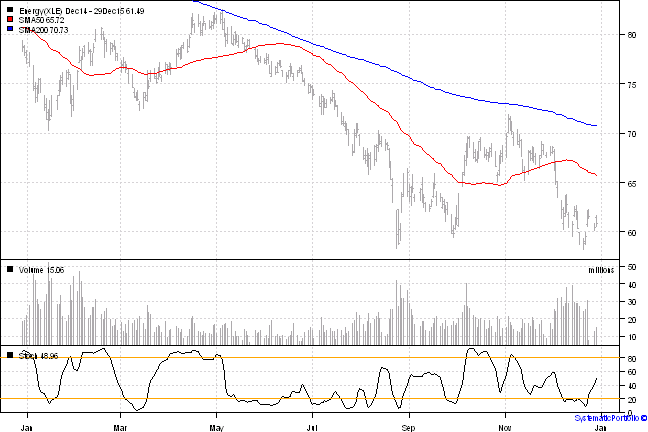 Energy(XLE) Dec14 - 29Dec15 61.49
SMA50 65.72
SMA200 70.73
80
75
70
65
60
Volume 15.06
millions
50
40
30
20
10
Stoch 48.96
80
60
40
20
0
Jan Mar May Jul Sep Nov Jan
SystematicPortfolio ©